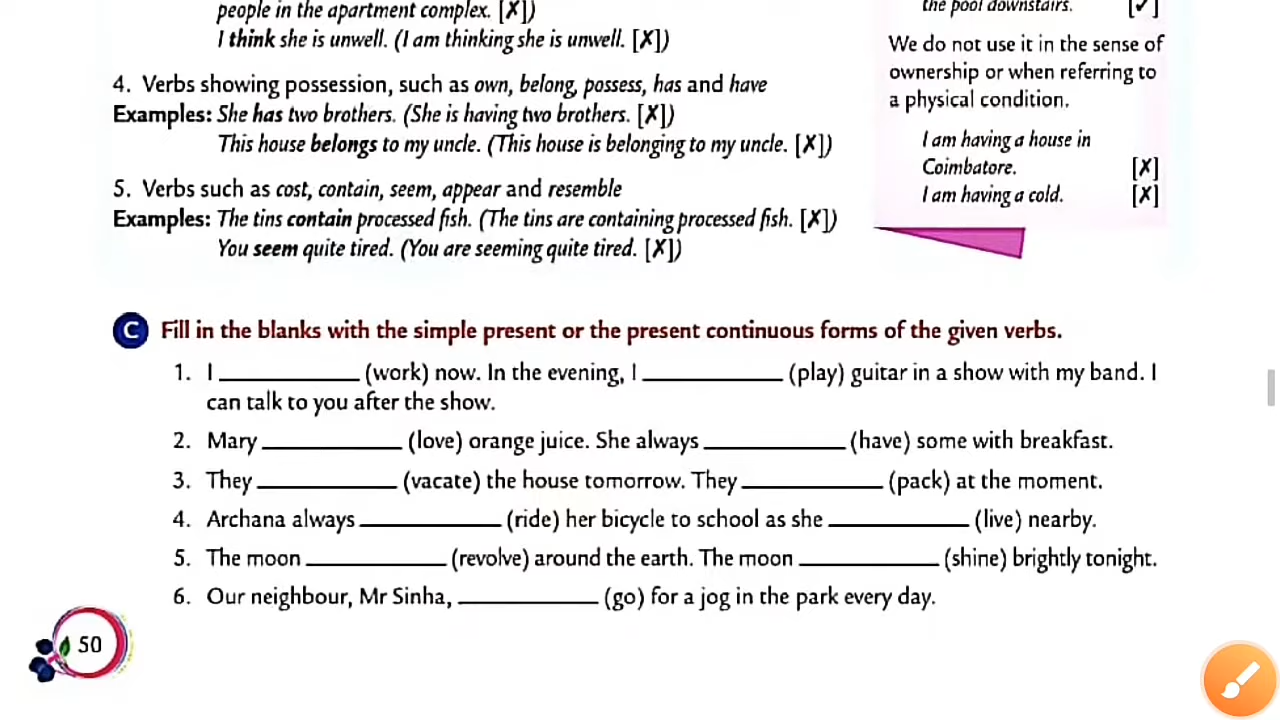 people in the apartment complex. [✗])
I think she is unwell. (I am thinking she is unwell. [✗])
4. Verbs showing possession, such as own, belong, possess, has and have
Examples: She has two brothers. (She is having two brothers. [✗])
This house belongs to my uncle. (This house is belonging to my uncle. [✗])
5. Verbs such as cost, contain, seem, appear and resemble
Examples: The tins contain processed fish. (The tins are containing processed fish. [✗])
You seem quite tired. (You are seeming quite tired. [✗])
the pool downstairs. [✓]
We do not use it in the sense of
ownership or when referring to
a physical condition.
I am having a house in
Coimbatore. [✗]
I am having a cold. [✗]
C Fill in the blanks with the simple present or the present continuous forms of the given verbs.
1. I ____________ (work) now. In the evening, I ____________ (play) guitar in a show with my band. I
can talk to you after the show.
2. Mary ____________ (love) orange juice. She always ____________ (have) some with breakfast.
3. They ____________ (vacate) the house tomorrow. They ____________ (pack) at the moment.
4. Archana always ____________ (ride) her bicycle to school as she ____________ (live) nearby.
5. The moon ____________ (revolve) around the earth. The moon ____________ (shine) brightly tonight.
6. Our neighbour, Mr Sinha, ____________ (go) for a jog in the park every day.
50